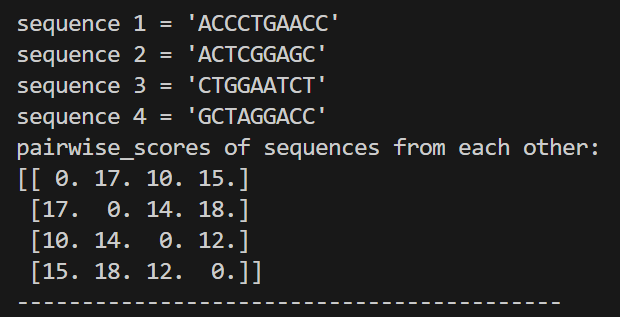 sequence 1 = 'ACCCTGAACC'
sequence 2 = 'ACTCGGAGC'
sequence 3 = 'CTGGAATCT'
sequence 4 = 'GCTAGGACC'
pairwise_scores of sequences from each other:
[[ 0. 17. 10. 15.]
 [17.  0. 14. 18.]
 [10. 14.  0. 12.]
 [15. 18. 12.  0.]]
------------------------------------------